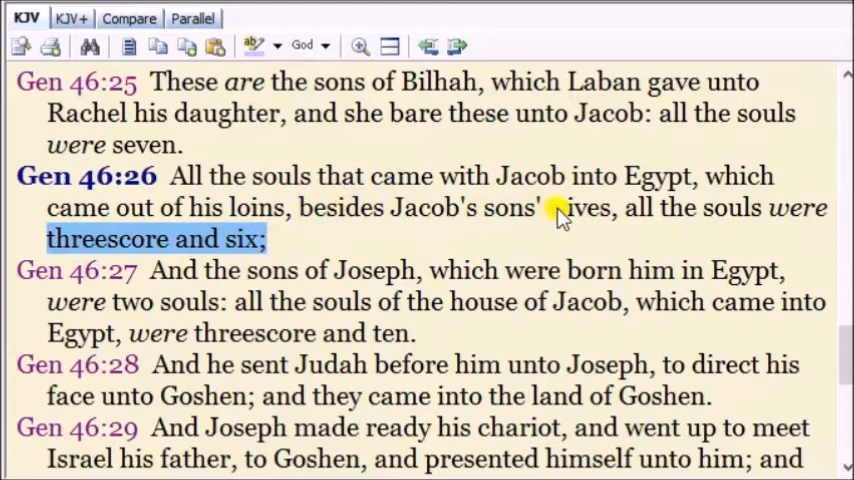 KJV KJV+ Compare Parallel
God
Gen 46:25 These are the sons of Bilhah, which Laban gave unto
Rachel his daughter, and she bare these unto Jacob: all the souls
were seven.
Gen 46:26 All the souls that came with Jacob into Egypt, which
came out of his loins, besides Jacob's sons' wives, all the souls were
threescore and six;
Gen 46:27 And the sons of Joseph, which were born him in Egypt,
were two souls: all the souls of the house of Jacob, which came into
Egypt, were threescore and ten.
Gen 46:28 And he sent Judah before him unto Joseph, to direct his
face unto Goshen; and they came into the land of Goshen.
Gen 46:29 And Joseph made ready his chariot, and went up to meet
Israel his father, to Goshen, and presented himself unto him; and